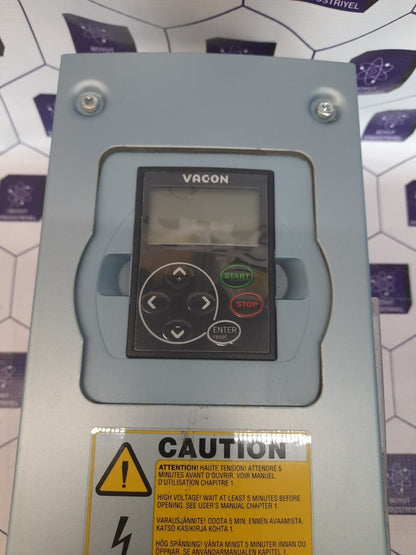 VACON
START
STOP
ENTER
reset
CAUTION
ATTENTION! HAUTE TENSION! ATTENDRE 5
MINUTES AVANT D'OUVRIR. VOIR MANUEL
D'UTILISATION CHAPITRE 1.
HIGH VOLTAGE! WAIT AT LEAST 5 MINUTES BEFORE
OPENING. SEE USER'S MANUAL CHAPTER 1.
VARAUSJÄNNITE! ODOTA 5 MIN. ENNEN AVAAMISTA.
KATSO KÄSIKIRJA KOHTA 1.
HÖG SPÄNING! VÄNTA MINST 5 MINUTER INNAN DU
ÖPPNAR. SE ANVÄNDARMANUALEN KAPITEL 1.